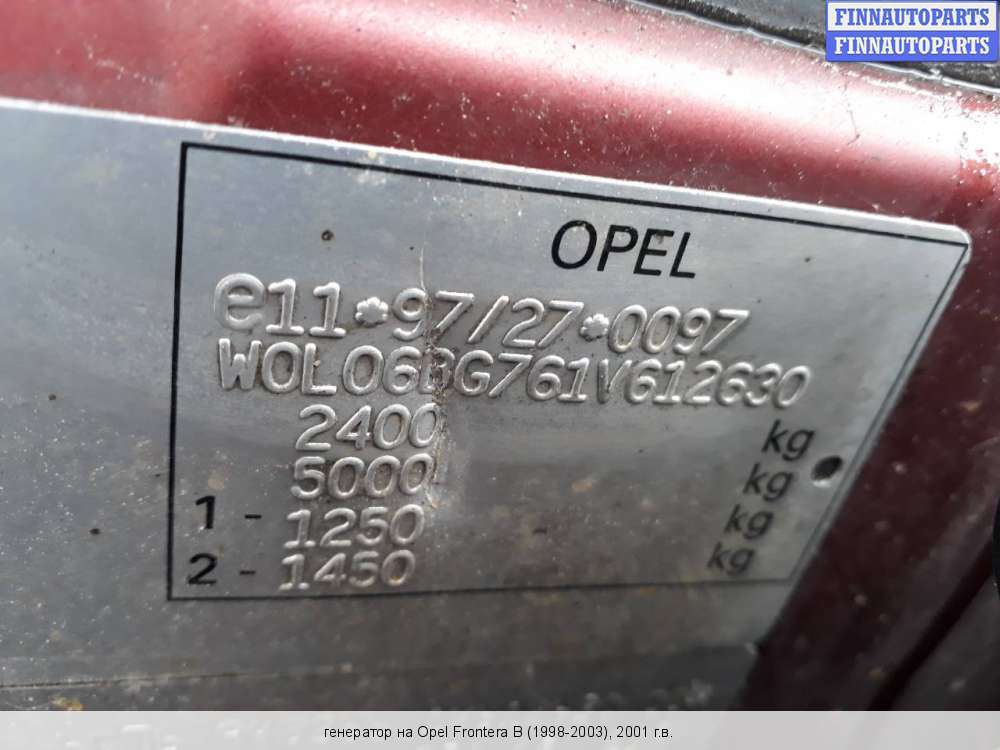 FINNAUTOPARTS
FINNAUTOPARTS
OPEL
e11*97/27*0097
W0L06BG761V612630
2400 kg
5000 kg
1 - 1250 kg
2 - 1450 kg
генератор на Opel Frontera B (1998-2003), 2001 г.в.